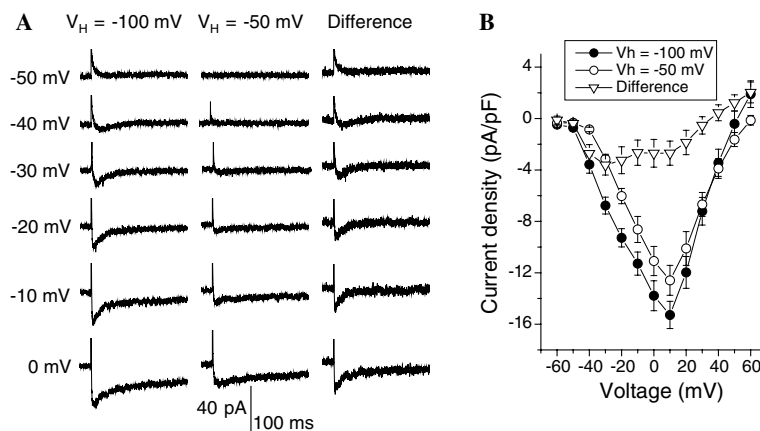 A
V_H = -100 mV
V_H = -50 mV
Difference
-50 mV
-40 mV
-30 mV
-20 mV
-10 mV
0 mV
40 pA
100 ms
B
Vh = -100 mV
Vh = -50 mV
Difference
Current density (pA/pF)
0
-4
-8
-12
-16
-60 -40 -20 0 20 40 60
Voltage (mV)